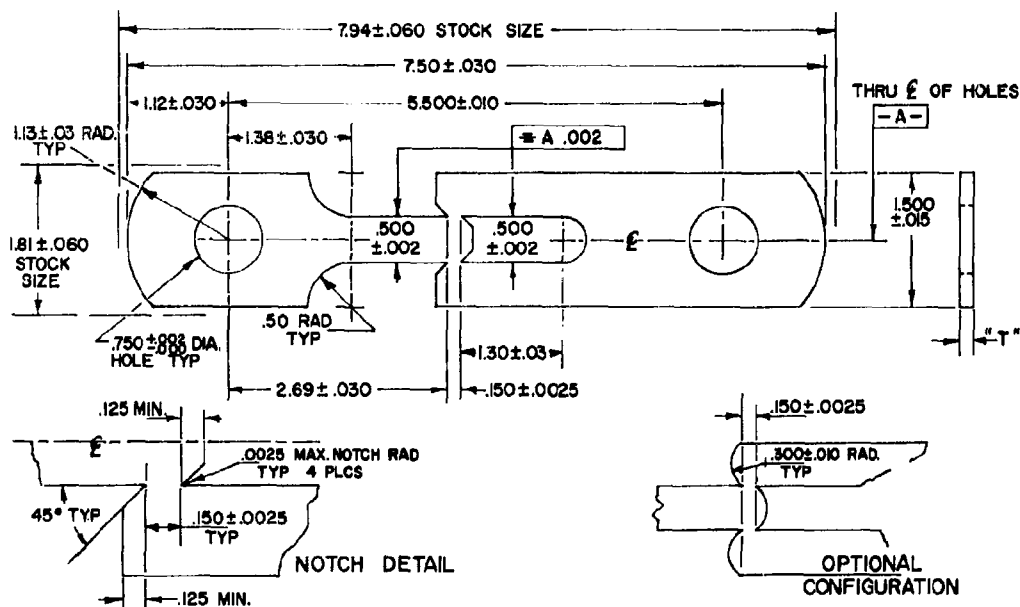 7.94±.060 STOCK SIZE
7.50±.030
1.12±.030
5.500±.010
THRU ℄ OF HOLES
-A-
1.13±.03 RAD.
TYP
1.38±.030
≡ A .002
1.81±.060
STOCK
SIZE
.500
±.002
.500
±.002
℄
1.500
±.015
.50 RAD
TYP
.750 +.002 -.000 DIA.
HOLE TYP
1.30±.03
"T"
2.69±.030
.150±.0025
.125 MIN.
℄
.0025 MAX. NOTCH RAD
TYP 4 PLCS
45° TYP
.150±.0025
TYP
NOTCH DETAIL
.125 MIN.
.150±.0025
.300±.010 RAD.
TYP
OPTIONAL
CONFIGURATION